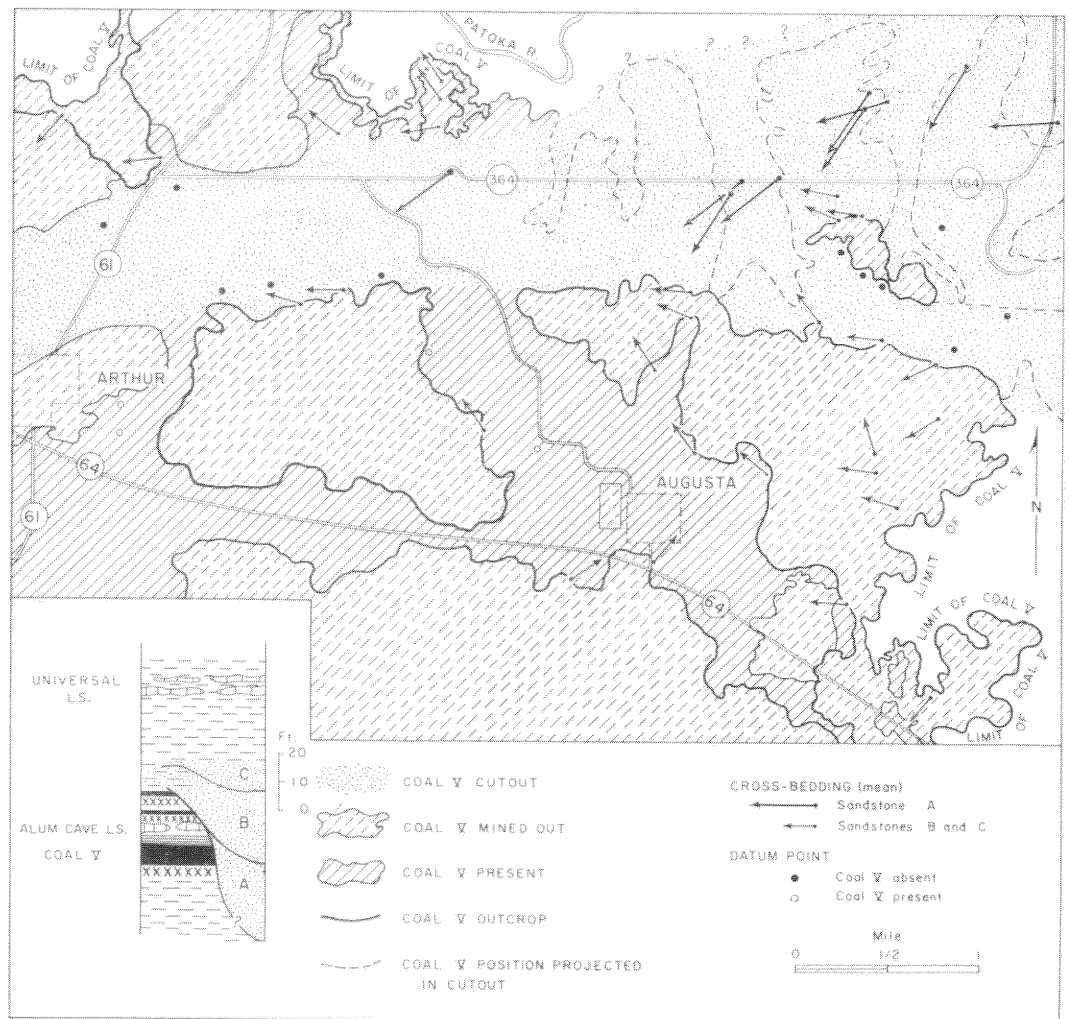 PATOKA R.
LIMIT OF COAL V
LIMIT OF COAL V
? ? ? ? ?
364
364
61
ARTHUR
64
61
AUGUSTA
N
LIMIT OF COAL V
LIMIT OF COAL V
64
LIMIT OF COAL V
UNIVERSAL
LS.
Ft.
20
10
0
C
ALUM CAVE LS.
B
COAL V
A
?
COAL V CUTOUT
COAL V MINED OUT
COAL V PRESENT
COAL V OUTCROP
COAL V POSITION PROJECTED
IN CUTOUT
CROSS-BEDDING (mean)
Sandstone A
Sandstones B and C
DATUM POINT
Coal V absent
Coal V present
Mile
0 1/2 1